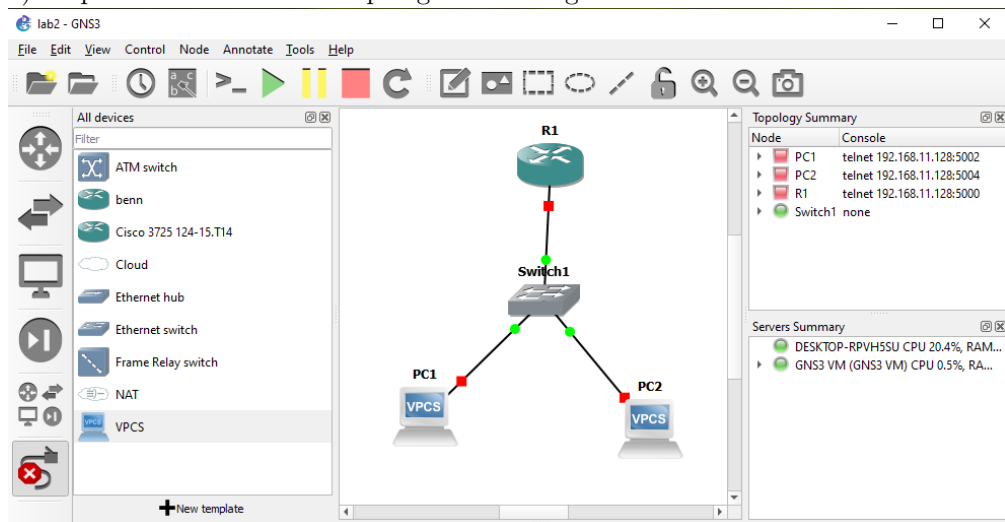 lab2 - GNS3
File Edit View Control Node Annotate Tools Help
All devices
Filter
ATM switch
benn
Cisco 3725 124-15.T14
Cloud
Ethernet hub
Ethernet switch
Frame Relay switch
NAT
VPCS
New template
R1
Switch1
PC1
VPCS
PC2
VPCS
Topology Summary
Node Console
PC1 telnet 192.168.11.128:5002
PC2 telnet 192.168.11.128:5004
R1 telnet 192.168.11.128:5000
Switch1 none
Servers Summary
DESKTOP-RPVH5SU CPU 20.4%, RAM...
GNS3 VM (GNS3 VM) CPU 0.5%, RA...